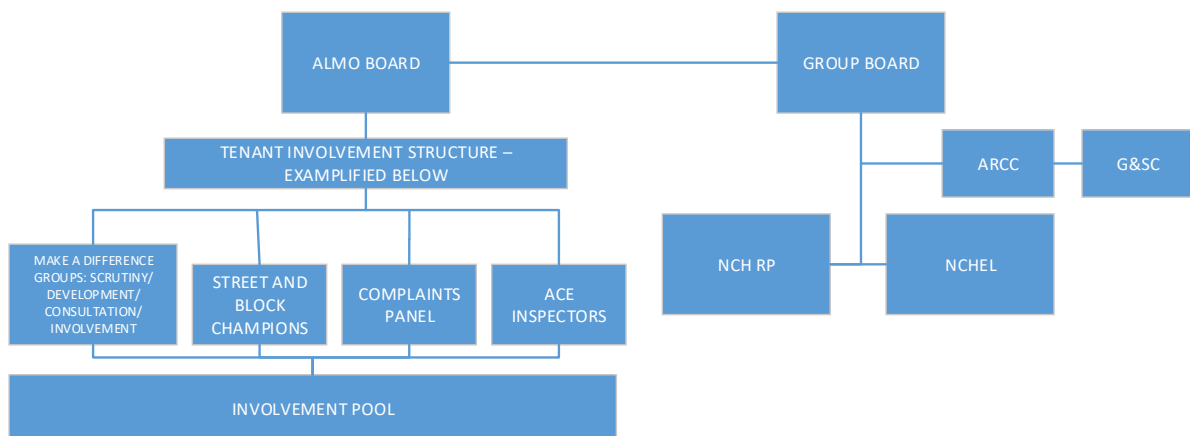 ALMO BOARD
GROUP BOARD
TENANT INVOLVEMENT STRUCTURE –
EXAMPLIFIED BELOW
ARCC
G&SC
MAKE A DIFFERENCE
GROUPS: SCRUTINY/
DEVELOPMENT/
CONSULTATION/
INVOLVEMENT
STREET AND
BLOCK
CHAMPIONS
COMPLAINTS
PANEL
ACE
INSPECTORS
NCH RP
NCHEL
INVOLVEMENT POOL